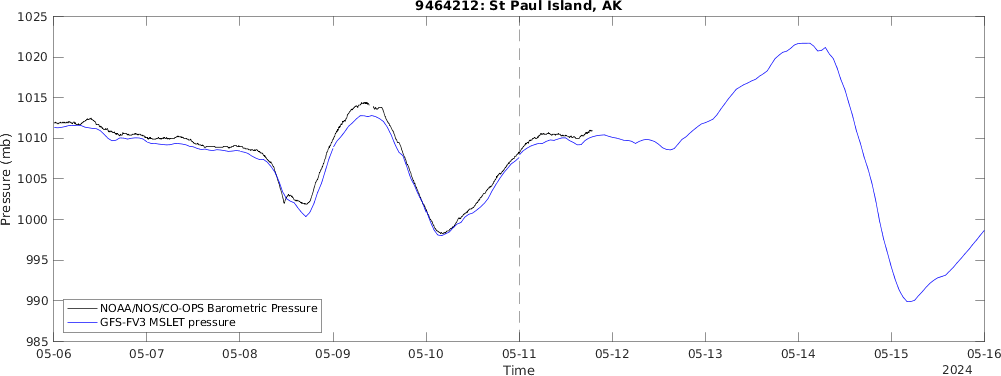 9464212: St Paul Island, AK
Pressure (mb)
1025
1020
1015
1010
1005
1000
995
990
985
NOAA/NOS/CO-OPS Barometric Pressure
GFS-FV3 MSLET pressure
05-06 05-07 05-08 05-09 05-10 05-11 05-12 05-13 05-14 05-15 05-16
Time
2024